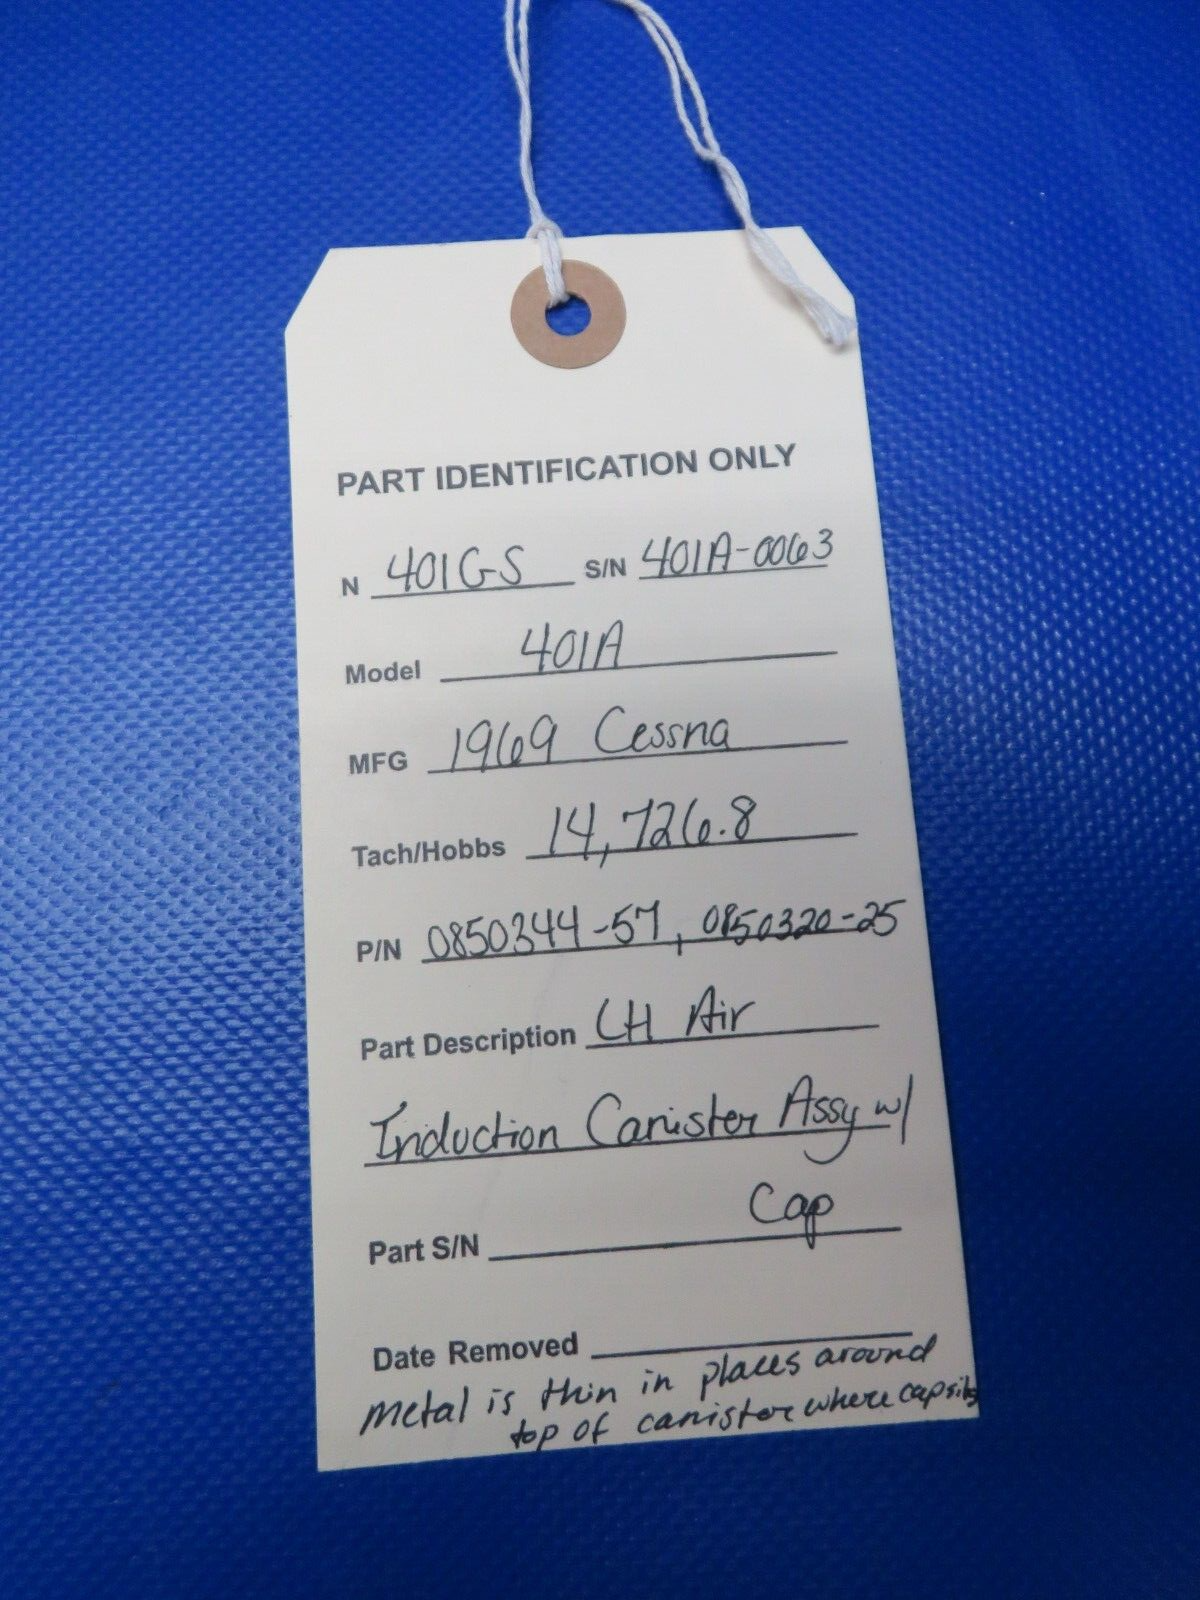 PART IDENTIFICATION ONLY
N 401GS S/N 401A-0063
Model 401A
MFG 1969 Cessna
Tach/Hobbs 14,726.8
P/N 0850344-57, 0850320-25
Part Description LH Air
Induction Canister Assy w/
Cap
Part S/N
Date Removed
Metal is thin in places around
top of canister where cap sits